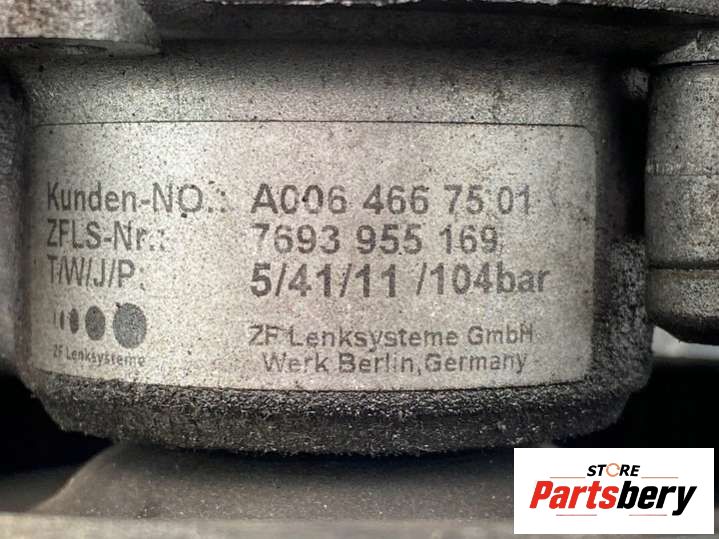 Kunden-NO.: A006 466 75 01
ZFLS-Nr.: 7693 955 169
T/W/J/P: 5/41/11 /104bar
ZF Lenksysteme
ZF Lenksysteme GmbH
Werk Berlin,Germany
STORE
Partsbery